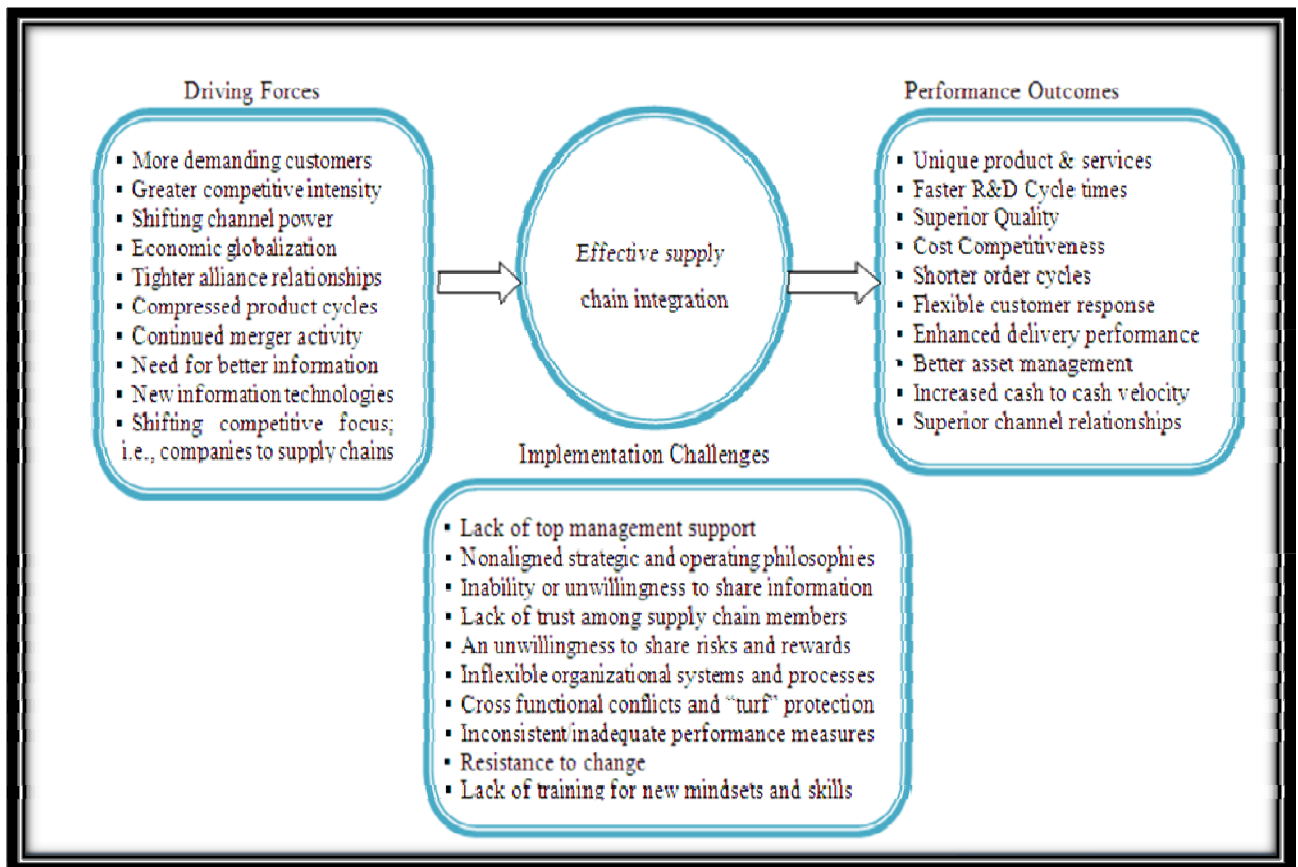 Driving Forces
▪ More demanding customers
▪ Greater competitive intensity
▪ Shifting channel power
▪ Economic globalization
▪ Tighter alliance relationships
▪ Compressed product cycles
▪ Continued merger activity
▪ Need for better information
▪ New information technologies
▪ Shifting competitive focus;
i.e., companies to supply chains
Effective supply
chain integration
Performance Outcomes
▪ Unique product & services
▪ Faster R&D Cycle times
▪ Superior Quality
▪ Cost Competitiveness
▪ Shorter order cycles
▪ Flexible customer response
▪ Enhanced delivery performance
▪ Better asset management
▪ Increased cash to cash velocity
▪ Superior channel relationships
Implementation Challenges
▪ Lack of top management support
▪ Nonaligned strategic and operating philosophies
▪ Inability or unwillingness to share information
▪ Lack of trust among supply chain members
▪ An unwillingness to share risks and rewards
▪ Inflexible organizational systems and processes
▪ Cross functional conflicts and “turf” protection
▪ Inconsistent/inadequate performance measures
▪ Resistance to change
▪ Lack of training for new mindsets and skills